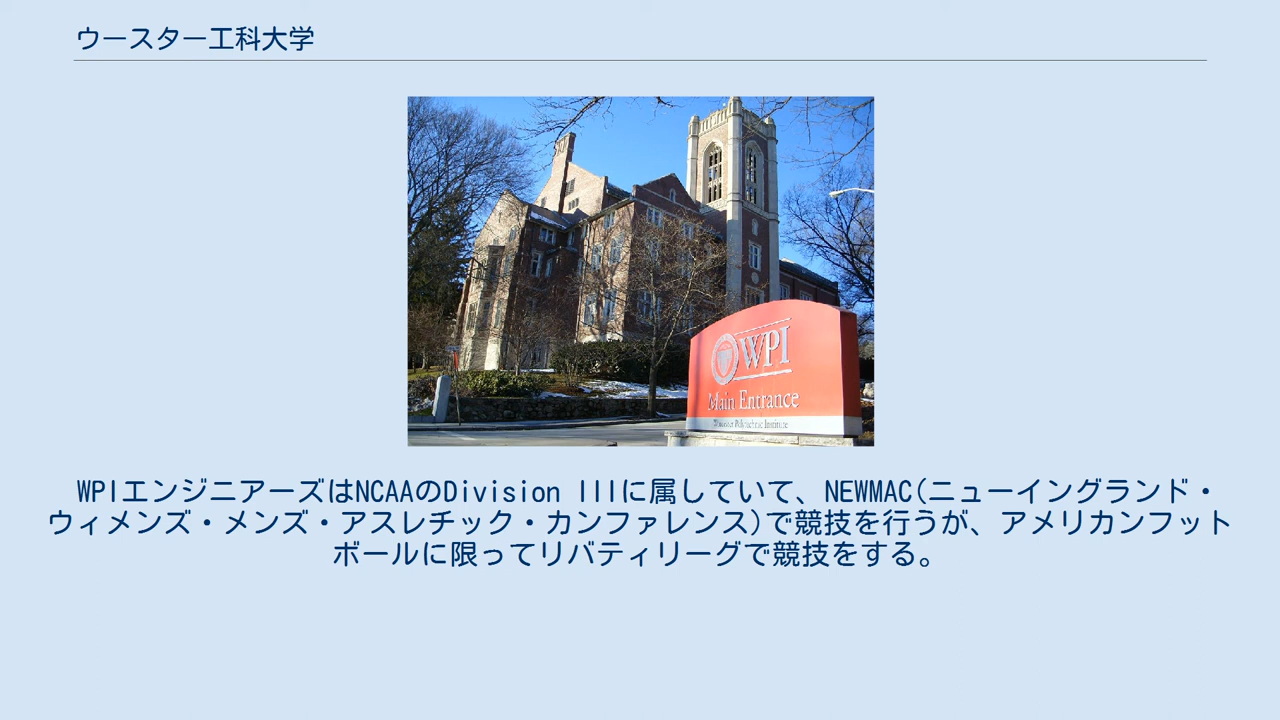 ウースター工科大学
WPI
Main Entrance
Worcester Polytechnic Institute
WPIエンジニアーズはNCAAのDivision IIIに属していて、NEWMAC(ニューイングランド・
ウィメンズ・メンズ・アスレチック・カンファレンス)で競技を行うが、アメリカンフット
ボールに限ってリバティリーグで競技をする。